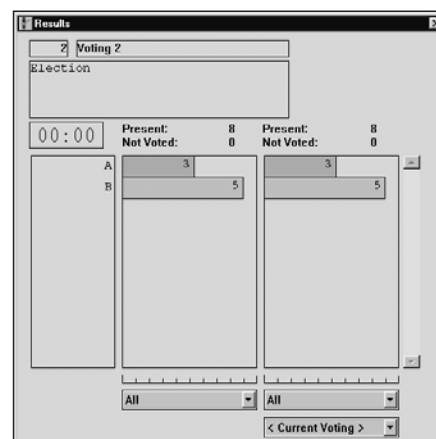 Results
2 Voting 2
Election
00:00
Present: 8 Present: 8
Not Voted: 0 Not Voted: 0
A 3 3
B 5 5
All All
< Current Voting >